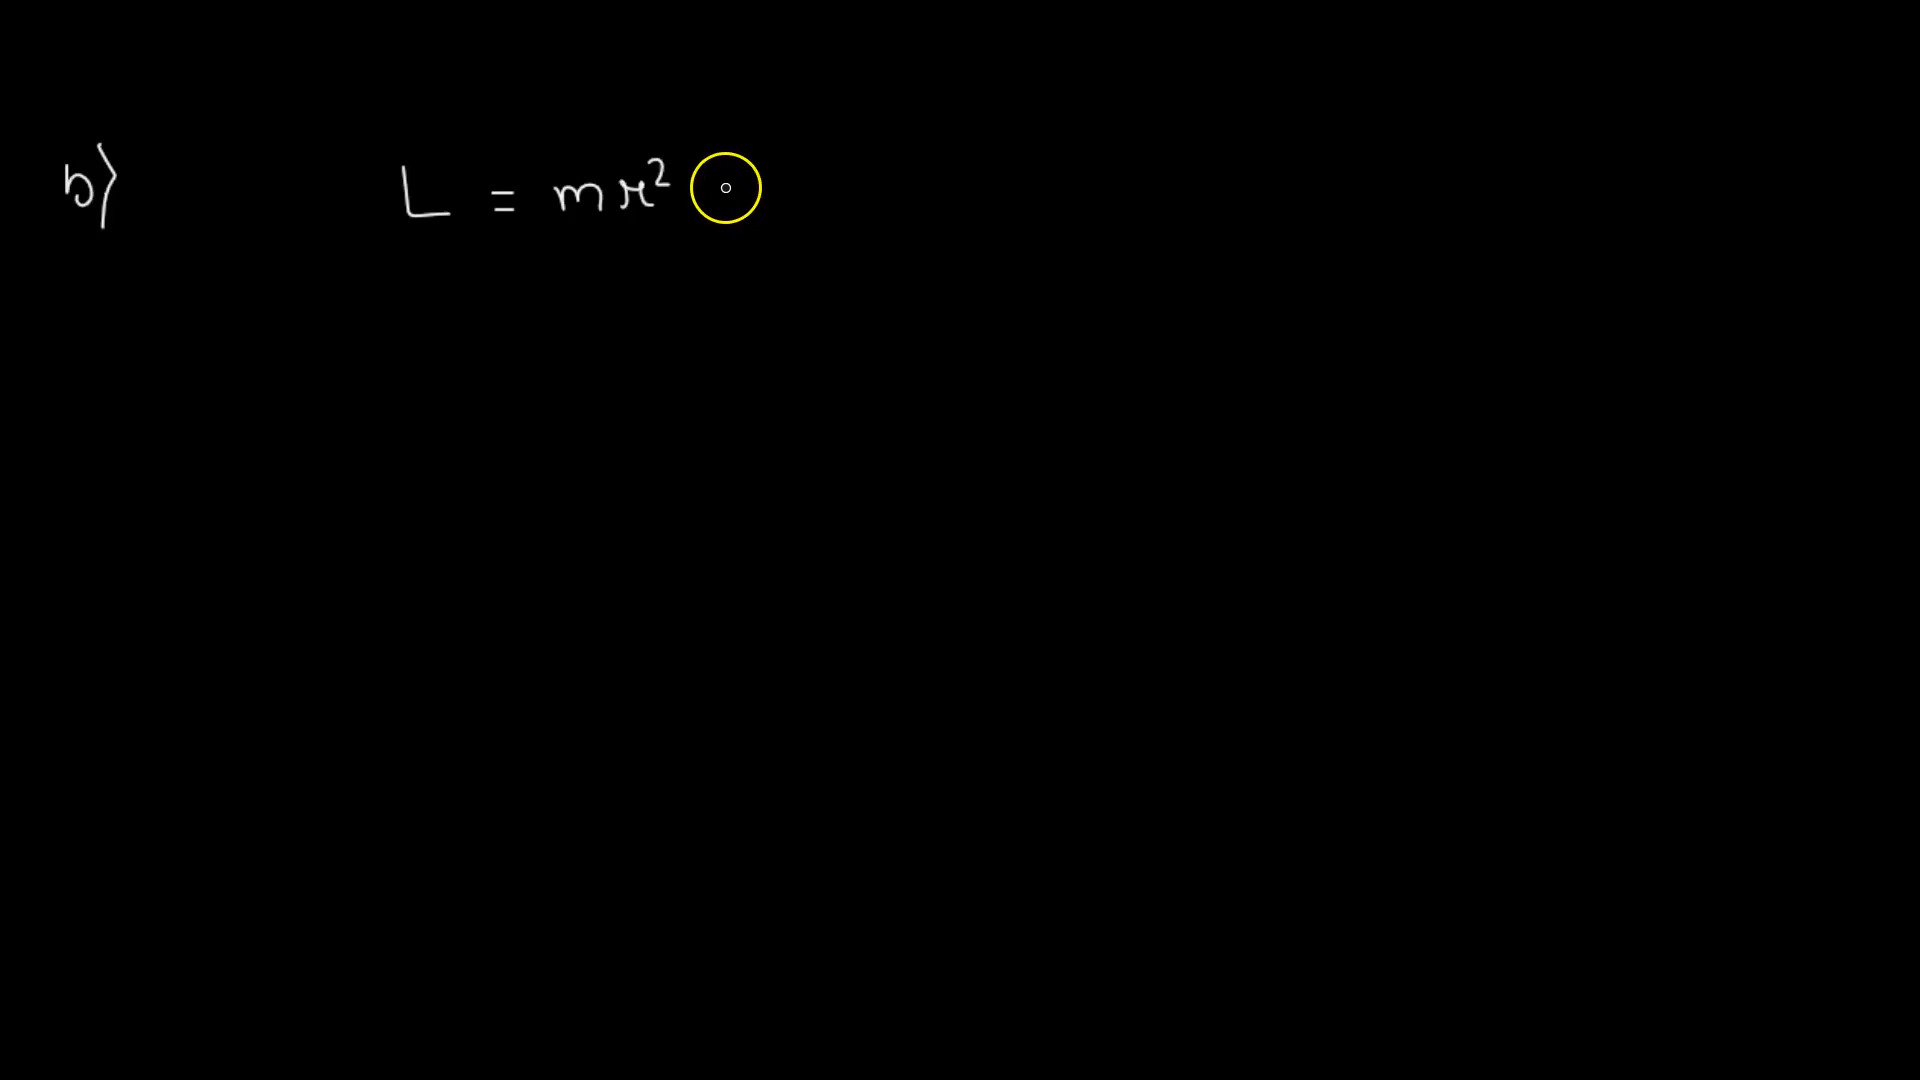 b) L = mr²